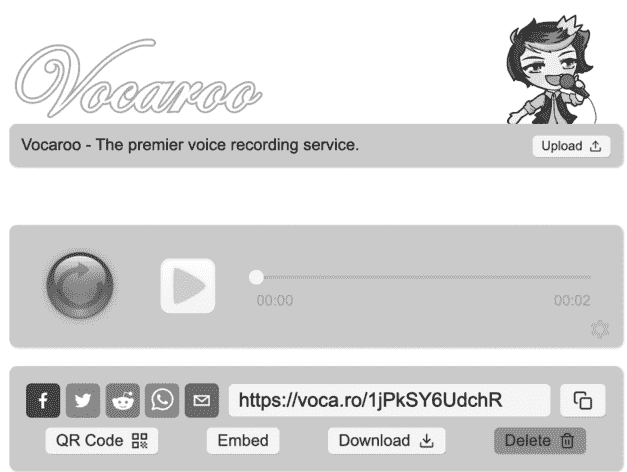 Vocaroo
Vocaroo - The premier voice recording service.
Upload
00:00
00:02
f
https://voca.ro/1jPkSY6UdchR
QR Code
Embed
Download
Delete